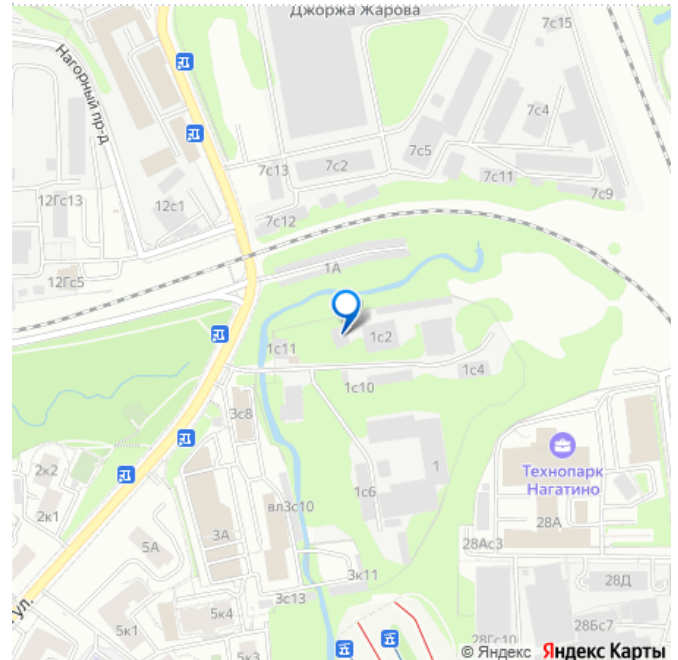 Джоржа Жарова
7с15
Нагорный пр-д
7с4
7с5
7с2
7с13
7с11
7с9
12Гс13
12с1
7с12
12Гс5
1А
1с11
1с2
1с10
1с4
3с8
Технопарк
Нагатино
2к2
1
1с6
вл3с10
2к1
28А
3А
5А
28Ас3
3к11
28Д
3с13
5к4
ул.
5к1
28Бс7
28Гс10
5к3
© Яндекс Яндекс Карты